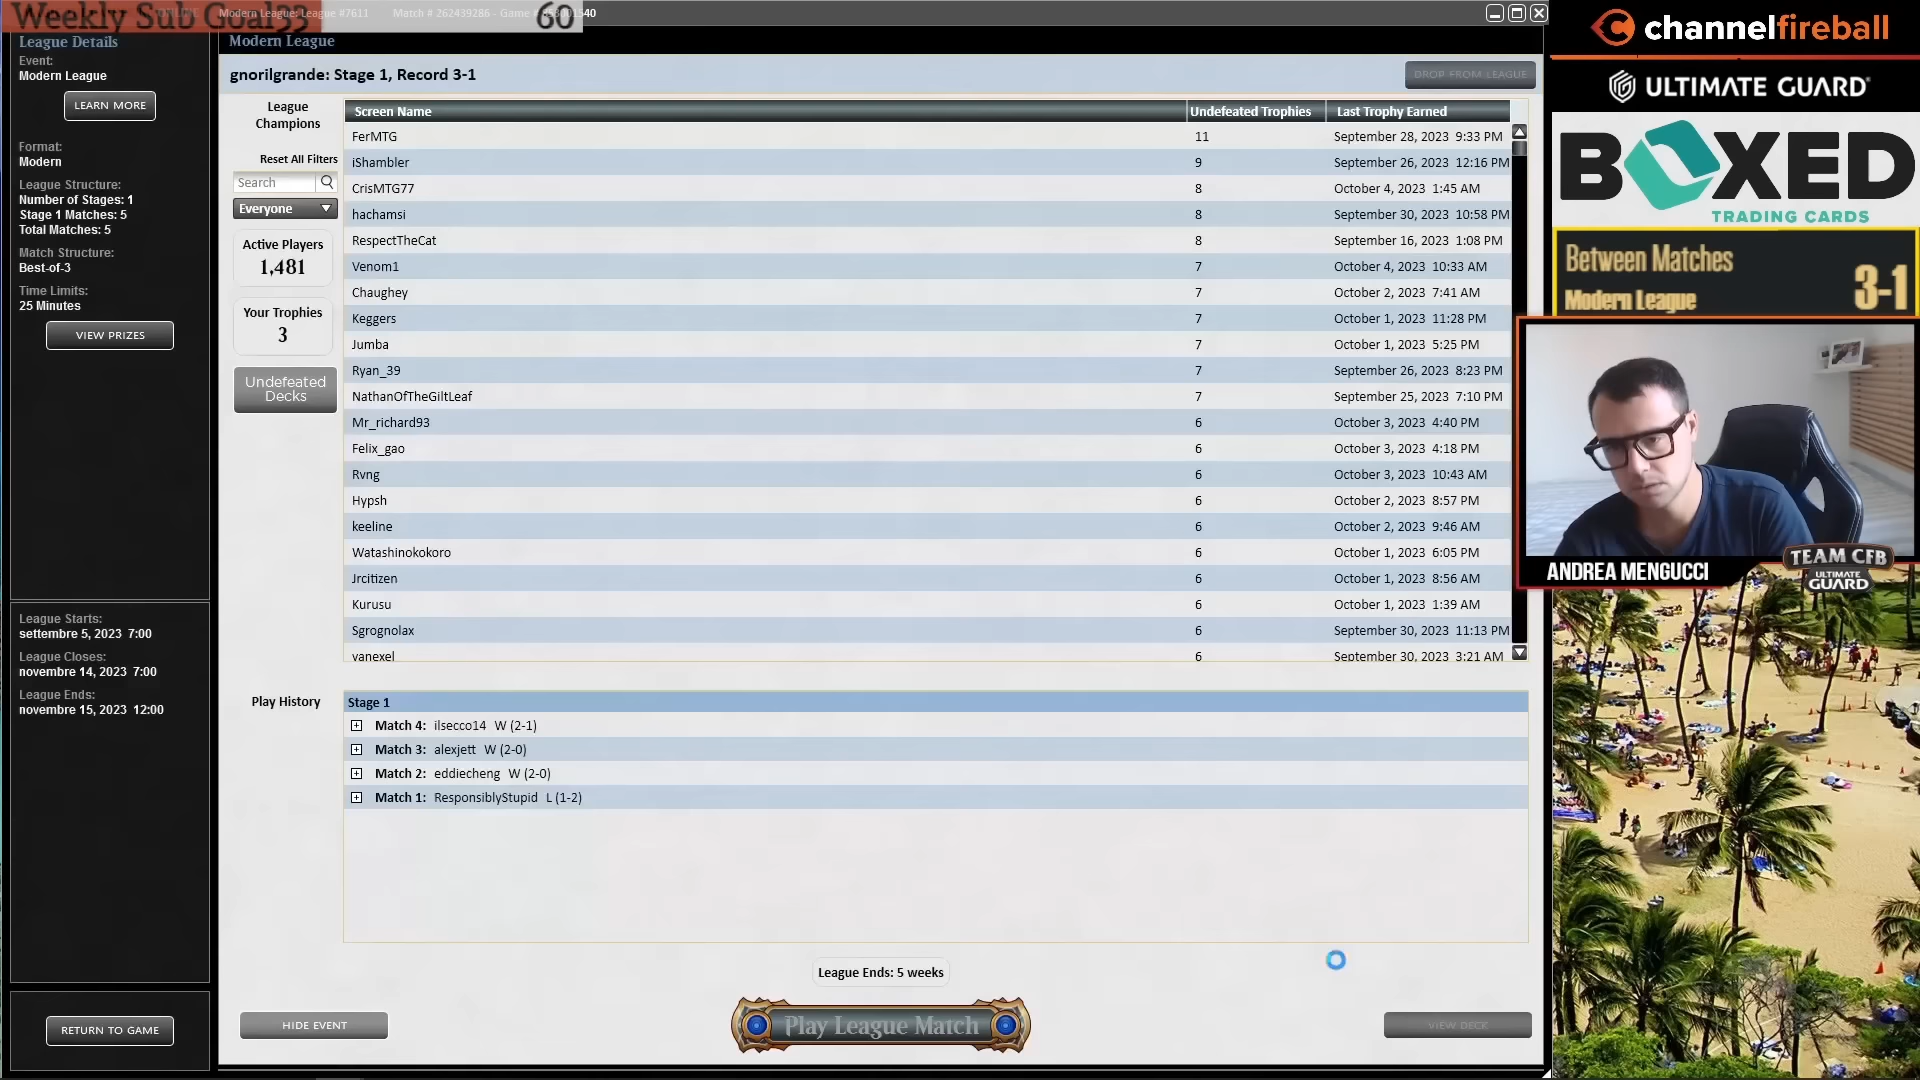 Weekly Sub Goal 33 60
ONLINE Modern League: League #7611 Match # 262439286 - Game #
League Details
Event:
Modern League
LEARN MORE
Format:
Modern
League Structure:
Number of Stages: 1
Stage 1 Matches: 5
Total Matches: 5
Match Structure:
Best-of-3
Time Limits:
25 Minutes
VIEW PRIZES
League Starts:
settembre 5, 2023 7:00
League Closes:
novembre 14, 2023 7:00
League Ends:
novembre 15, 2023 12:00
RETURN TO GAME
Modern League
gnorilgrande: Stage 1, Record 3-1
DROP FROM LEAGUE
League
Champions
Reset All Filters
Search
Everyone
Active Players
1,481
Your Trophies
3
Undefeated
Decks
Screen Name Undefeated Trophies Last Trophy Earned
FerMTG 11 September 28, 2023 9:33 PM
iShambler 9 September 26, 2023 12:16 PM
CrisMTG77 8 October 4, 2023 1:45 AM
hachamsi 8 September 30, 2023 10:58 PM
RespectTheCat 8 September 16, 2023 1:08 PM
Venom1 7 October 4, 2023 10:33 AM
Chaughey 7 October 2, 2023 7:41 AM
Keggers 7 October 1, 2023 11:28 PM
Jumba 7 October 1, 2023 5:25 PM
Ryan_39 7 September 26, 2023 8:23 PM
NathanOfTheGiltLeaf 7 September 25, 2023 7:10 PM
Mr_richard93 6 October 3, 2023 4:40 PM
Felix_gao 6 October 3, 2023 4:18 PM
Rvng 6 October 3, 2023 10:43 AM
Hypsh 6 October 2, 2023 8:57 PM
keeline 6 October 2, 2023 9:46 AM
Watashinokokoro 6 October 1, 2023 6:05 PM
Jrcitizen 6 October 1, 2023 8:56 AM
Kurusu 6 October 1, 2023 1:39 AM
Sgrognolax 6 September 30, 2023 11:13 PM
vanexel 6 September 30, 2023 3:21 AM
Play History
Stage 1
Match 4: ilsecco14 W (2-1)
Match 3: alexjett W (2-0)
Match 2: eddiecheng W (2-0)
Match 1: ResponsiblyStupid L (1-2)
League Ends: 5 weeks
HIDE EVENT
Play League Match
VIEW DECK
channelfireball
ULTIMATE GUARD
BOXED
TRADING CARDS
Between Matches
3-1
Modern League
ANDREA MENGUCCI
TEAM CFB
ULTIMATE
GUARD